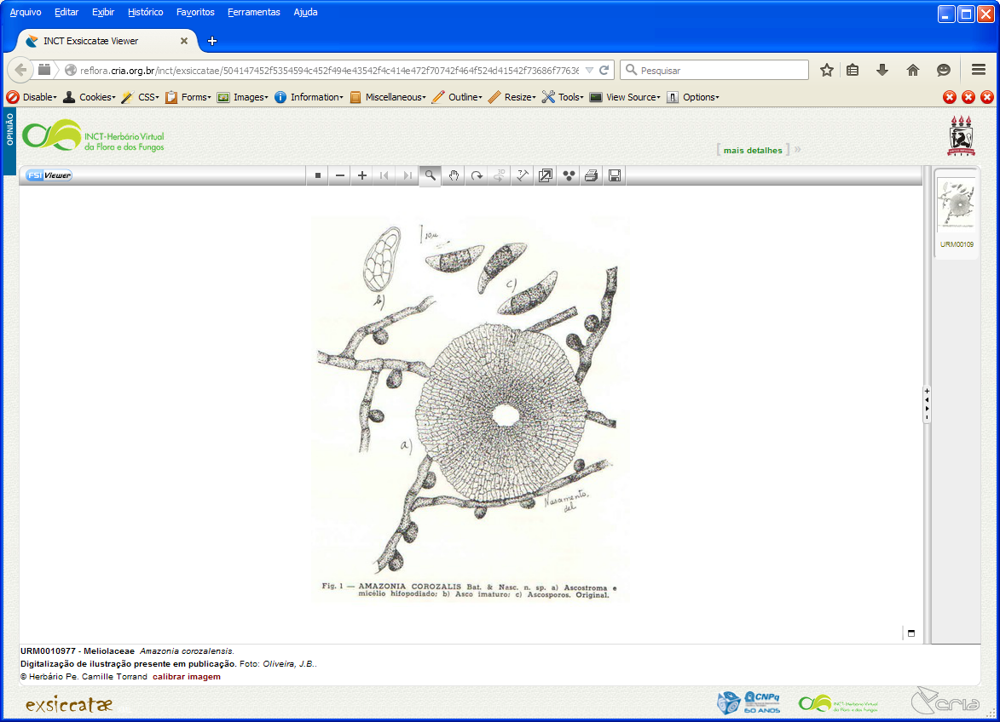 Arquivo Editar Exibir Histórico Favoritos Ferramentas Ajuda
INCT Exsiccatæ Viewer
reflora.cria.org.br/inct/exsiccatae/504147452f5354594c452f494e43542f4c414e472f70742f464f524d41542f73686f77636
Pesquisar
Disable Cookies CSS Forms Images Information Miscellaneous Outline Resize Tools View Source Options
OPINIÃO
INCT-Herbário Virtual
da Flora e dos Fungos
[ mais detalhes ] »
FSI Viewer
3D
URM00109
b)
c)
a)
Nascimento,
del
Fig. 1 — AMAZONIA COROZALIS Bat. & Nasc. n. sp. a) Ascostroma e
micélio hifopodiado; b) Asco imaturo; c) Ascosporos. Original.
URM0010977 - Meliolaceae Amazonia corozalensis.
Digitalização de ilustração presente em publicação. Foto: Oliveira, J.B..
© Herbário Pe. Camille Torrand calibrar imagem
exsiccatæ
CNPq
60 ANOS
INCT-Herbário Virtual
da Flora e dos Fungos
cria